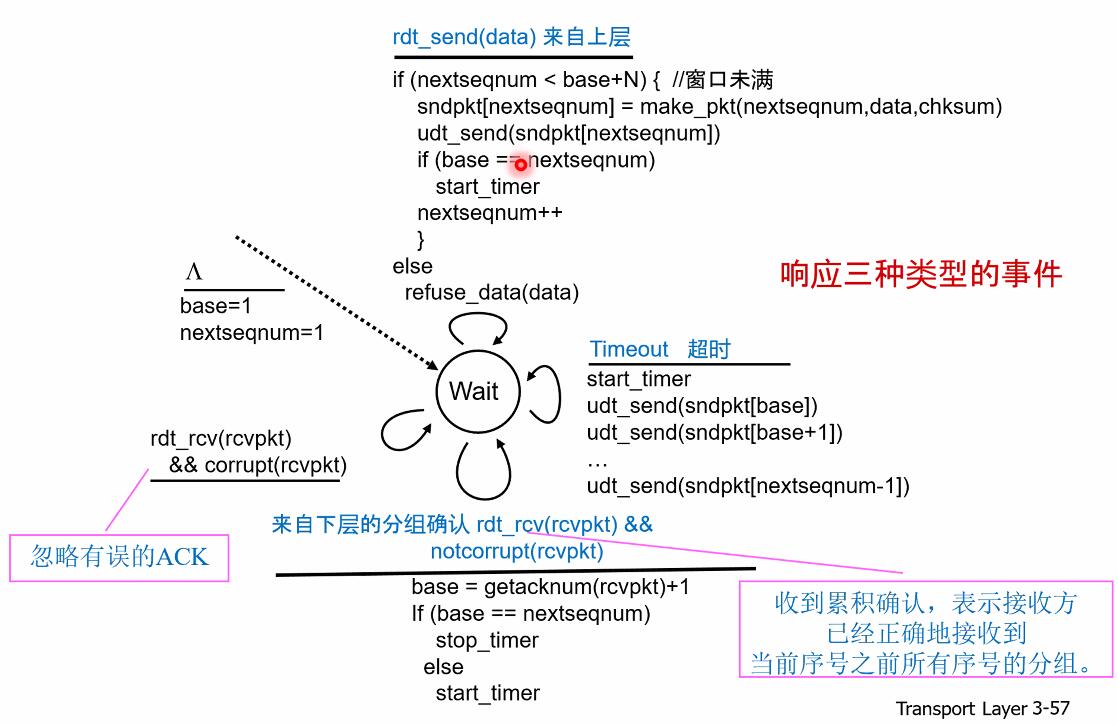 rdt_send(data) 来自上层
if (nextseqnum < base+N) { //窗口未满
sndpkt[nextseqnum] = make_pkt(nextseqnum,data,chksum)
udt_send(sndpkt[nextseqnum])
if (base == nextseqnum)
start_timer
nextseqnum++
}
else
refuse_data(data)
Λ
base=1
nextseqnum=1
响应三种类型的事件
Wait
Timeout 超时
start_timer
udt_send(sndpkt[base])
udt_send(sndpkt[base+1])
…
udt_send(sndpkt[nextseqnum-1])
rdt_rcv(rcvpkt)
&& corrupt(rcvpkt)
忽略有误的ACK
来自下层的分组确认 rdt_rcv(rcvpkt) &&
notcorrupt(rcvpkt)
base = getacknum(rcvpkt)+1
If (base == nextseqnum)
stop_timer
else
start_timer
收到累积确认，表示接收方
已经正确地接收到
当前序号之前所有序号的分组。
Transport Layer 3-57